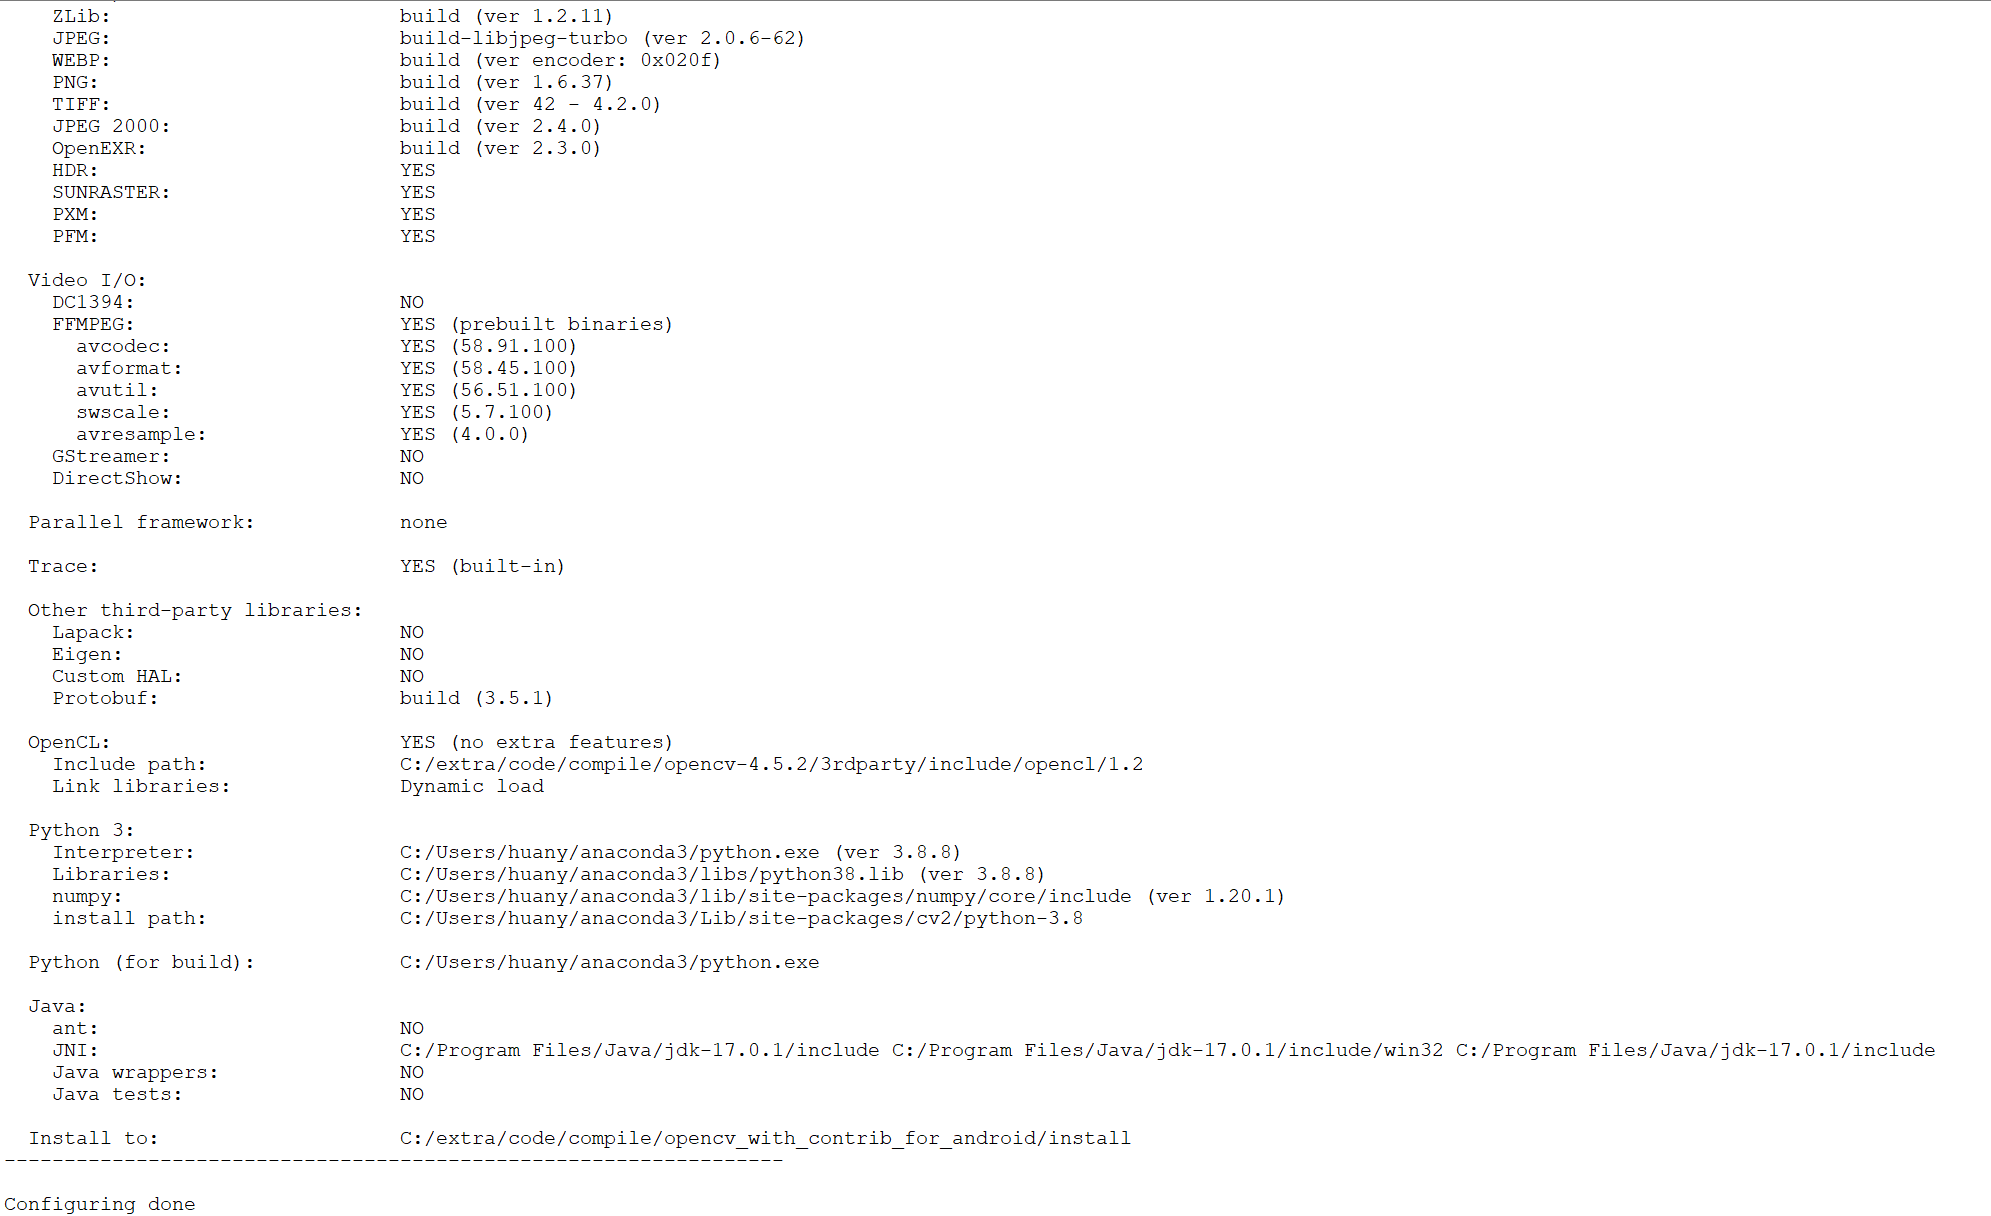 ZLib: build (ver 1.2.11)
JPEG: build-libjpeg-turbo (ver 2.0.6-62)
WEBP: build (ver encoder: 0x020f)
PNG: build (ver 1.6.37)
TIFF: build (ver 42 - 4.2.0)
JPEG 2000: build (ver 2.4.0)
OpenEXR: build (ver 2.3.0)
HDR: YES
SUNRASTER: YES
PXM: YES
PFM: YES
Video I/O:
DC1394: NO
FFMPEG: YES (prebuilt binaries)
avcodec: YES (58.91.100)
avformat: YES (58.45.100)
avutil: YES (56.51.100)
swscale: YES (5.7.100)
avresample: YES (4.0.0)
GStreamer: NO
DirectShow: NO
Parallel framework: none
Trace: YES (built-in)
Other third-party libraries:
Lapack: NO
Eigen: NO
Custom HAL: NO
Protobuf: build (3.5.1)
OpenCL: YES (no extra features)
Include path: C:/extra/code/compile/opencv-4.5.2/3rdparty/include/opencl/1.2
Link libraries: Dynamic load
Python 3:
Interpreter: C:/Users/huany/anaconda3/python.exe (ver 3.8.8)
Libraries: C:/Users/huany/anaconda3/libs/python38.lib (ver 3.8.8)
numpy: C:/Users/huany/anaconda3/lib/site-packages/numpy/core/include (ver 1.20.1)
install path: C:/Users/huany/anaconda3/Lib/site-packages/cv2/python-3.8
Python (for build): C:/Users/huany/anaconda3/python.exe
Java:
ant: NO
JNI: C:/Program Files/Java/jdk-17.0.1/include C:/Program Files/Java/jdk-17.0.1/include/win32 C:/Program Files/Java/jdk-17.0.1/include
Java wrappers: NO
Java tests: NO
Install to: C:/extra/code/compile/opencv_with_contrib_for_android/install
-----------------------------------------------------------------
Configuring done